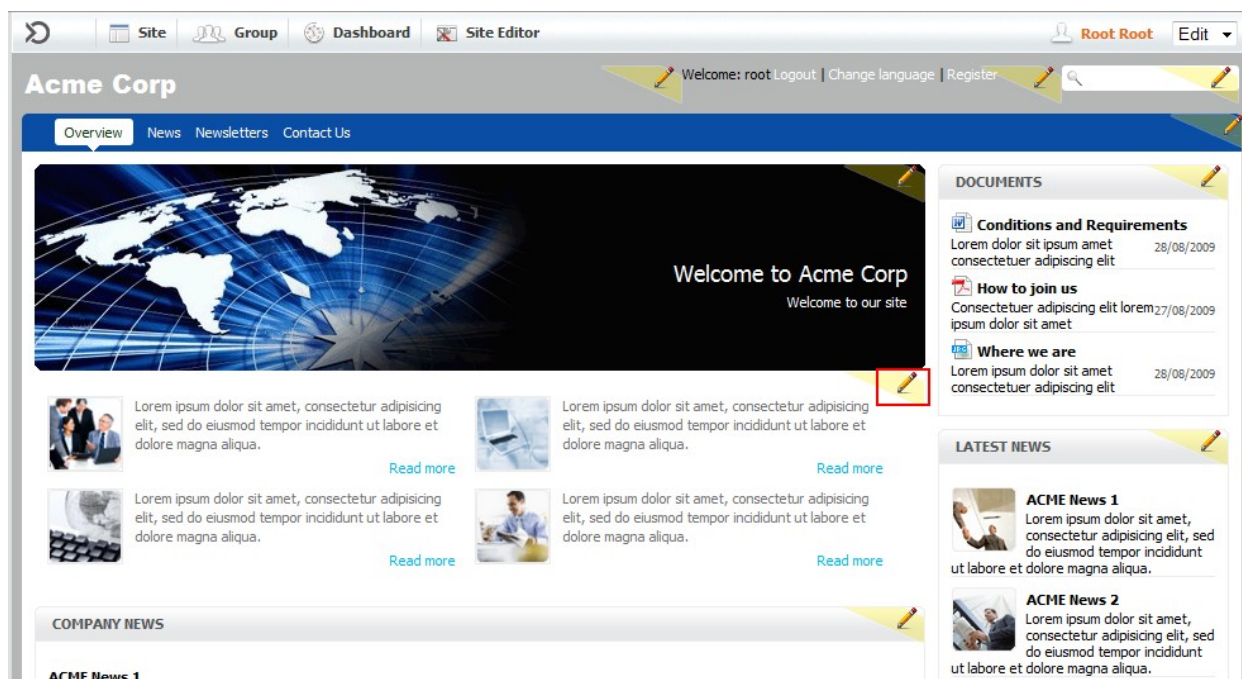 Site Group Dashboard Site Editor Root Root Edit
Acme Corp
Welcome: root Logout | Change language | Register
Overview News Newsletters Contact Us
Welcome to Acme Corp
Welcome to our site
Lorem ipsum dolor sit amet, consectetur adipisicing
elit, sed do eiusmod tempor incididunt ut labore et
dolore magna aliqua.
Read more
Lorem ipsum dolor sit amet, consectetur adipisicing
elit, sed do eiusmod tempor incididunt ut labore et
dolore magna aliqua.
Read more
Lorem ipsum dolor sit amet, consectetur adipisicing
elit, sed do eiusmod tempor incididunt ut labore et
dolore magna aliqua.
Read more
Lorem ipsum dolor sit amet, consectetur adipisicing
elit, sed do eiusmod tempor incididunt ut labore et
dolore magna aliqua.
Read more
COMPANY NEWS
ACME News 1
DOCUMENTS
Conditions and Requirements
Lorem dolor sit ipsum amet 28/08/2009
consectetuer adipiscing elit
How to join us
Consectetuer adipiscing elit lorem 27/08/2009
ipsum dolor sit amet
Where we are
Lorem ipsum dolor sit amet 28/08/2009
consectetuer adipiscing elit
LATEST NEWS
ACME News 1
Lorem ipsum dolor sit amet,
consectetur adipisicing elit, sed
do eiusmod tempor incididunt
ut labore et dolore magna aliqua.
ACME News 2
Lorem ipsum dolor sit amet,
consectetur adipisicing elit, sed
do eiusmod tempor incididunt
ut labore et dolore magna aliqua.